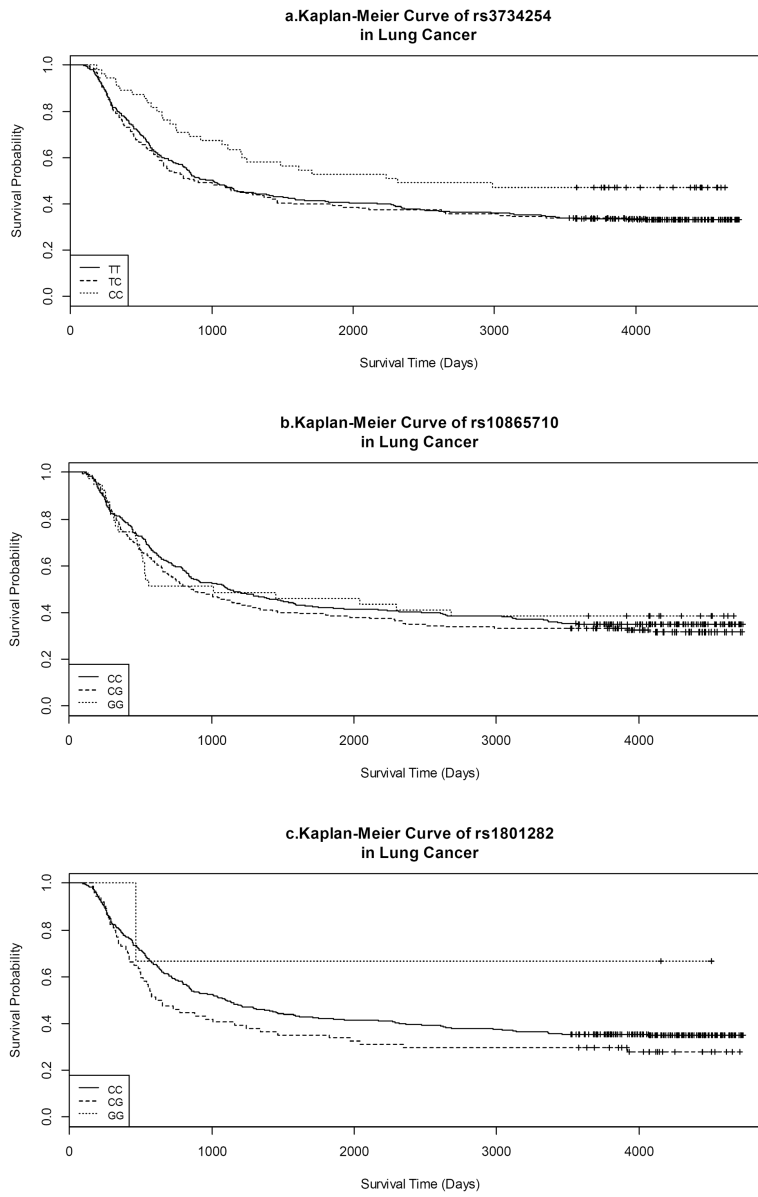 a.Kaplan-Meier Curve of rs3734254
in Lung Cancer
Survival Probability
1.0
0.8
0.6
0.4
0.2
0.0
TT
TC
CC
0 1000 2000 3000 4000
Survival Time (Days)
b.Kaplan-Meier Curve of rs10865710
in Lung Cancer
Survival Probability
1.0
0.8
0.6
0.4
0.2
0.0
CC
CG
GG
0 1000 2000 3000 4000
Survival Time (Days)
c.Kaplan-Meier Curve of rs1801282
in Lung Cancer
Survival Probability
1.0
0.8
0.6
0.4
0.2
0.0
CC
CG
GG
0 1000 2000 3000 4000
Survival Time (Days)